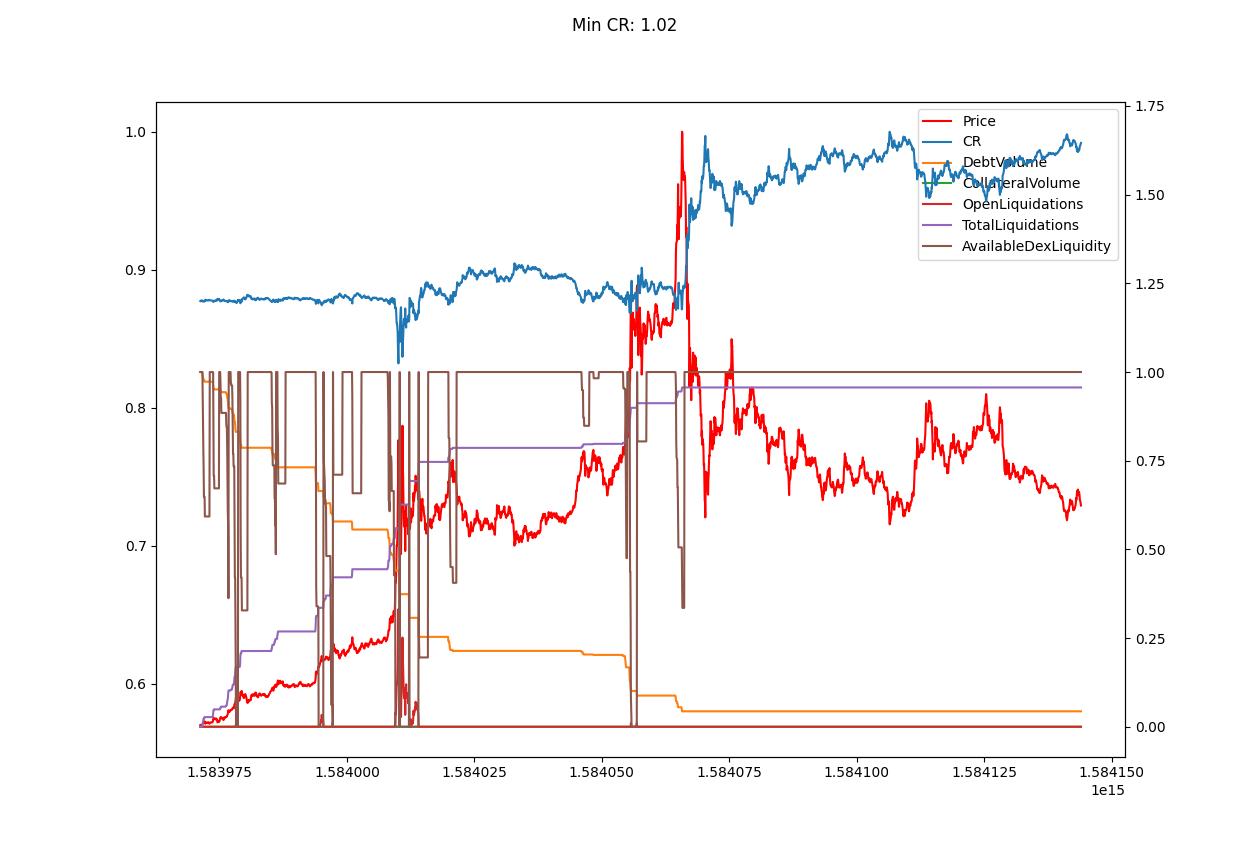 Min CR: 1.02
1.0
0.9
0.8
0.7
0.6
1.75
1.50
1.25
1.00
0.75
0.50
0.25
0.00
Price
CR
DebtVolume
CollateralVolume
OpenLiquidations
TotalLiquidations
AvailableDexLiquidity
1.583975 1.584000 1.584025 1.584050 1.584075 1.584100 1.584125 1.584150
1e15